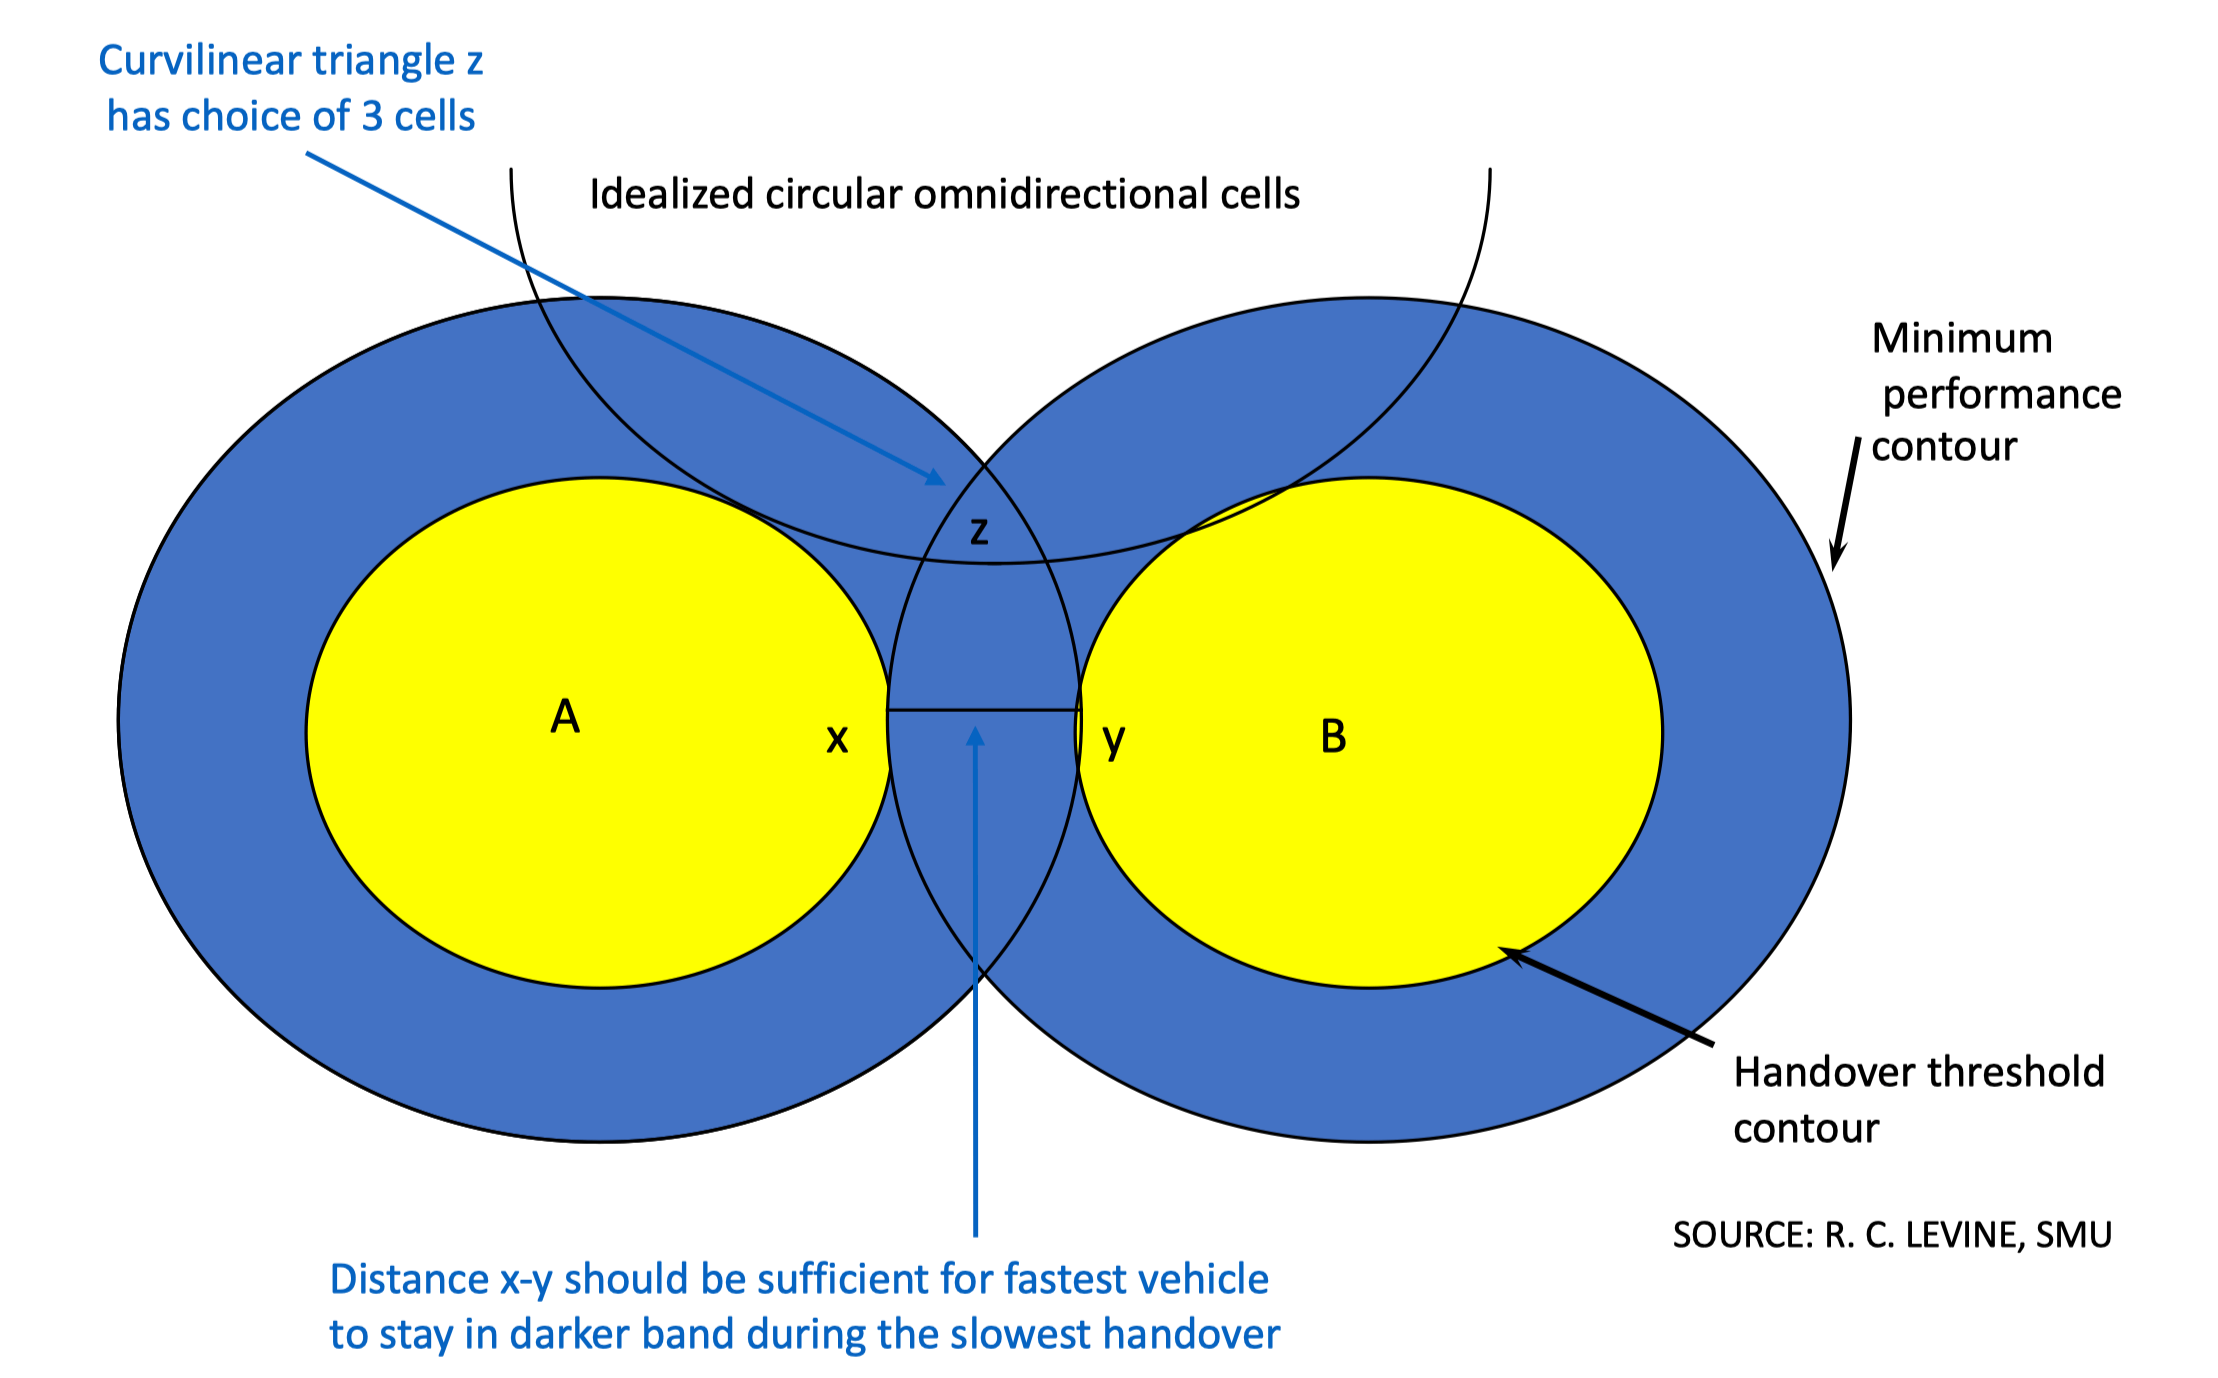 Curvilinear triangle z
has choice of 3 cells
Idealized circular omnidirectional cells
Minimum
performance
contour
z
A
x
y
B
Handover threshold
contour
SOURCE: R. C. LEVINE, SMU
Distance x-y should be sufficient for fastest vehicle
to stay in darker band during the slowest handover